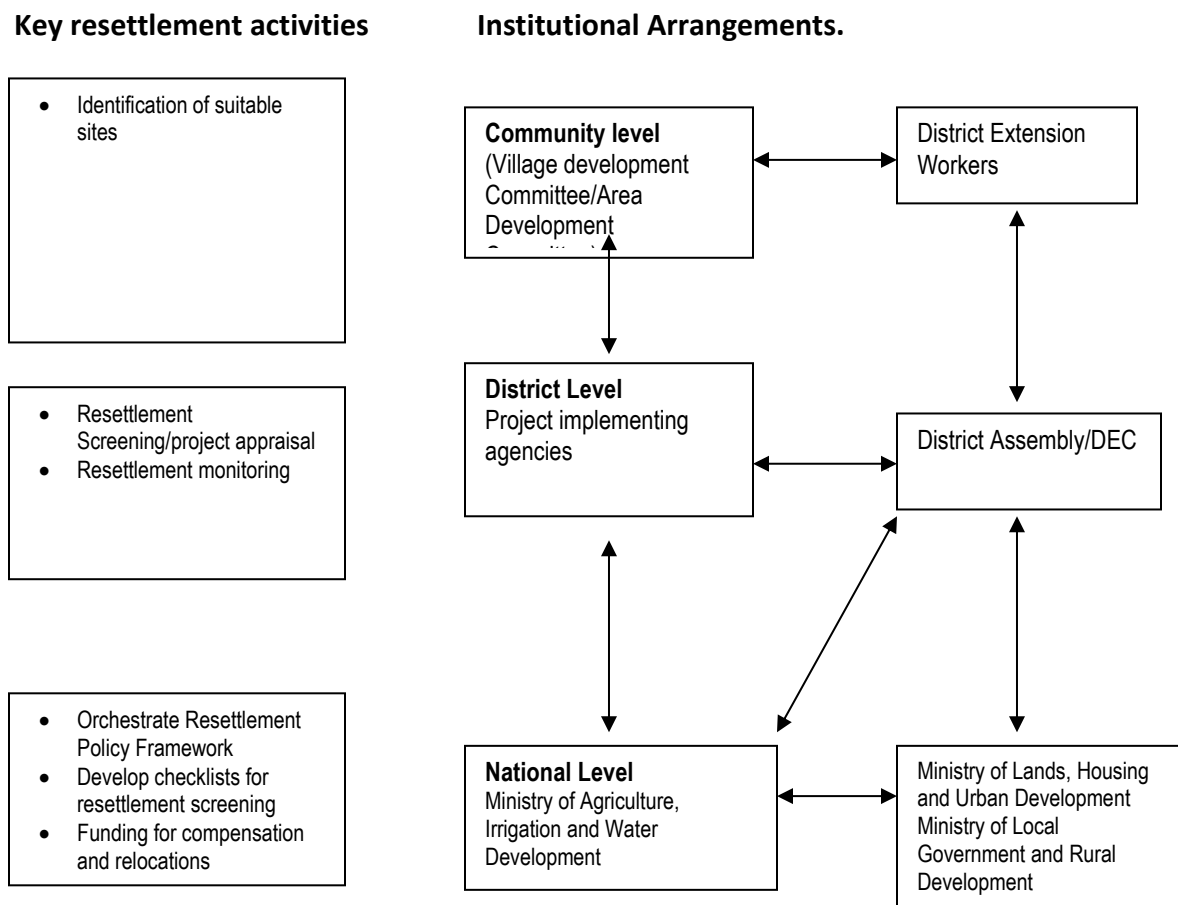 Key resettlement activities
Institutional Arrangements.
• Identification of suitable
sites
Community level
(Village development
Committee/Area
Development
District Extension
Workers
• Resettlement
Screening/project appraisal
• Resettlement monitoring
District Level
Project implementing
agencies
District Assembly/DEC
• Orchestrate Resettlement
Policy Framework
• Develop checklists for
resettlement screening
• Funding for compensation
and relocations
National Level
Ministry of Agriculture,
Irrigation and Water
Development
Ministry of Lands, Housing
and Urban Development
Ministry of Local
Government and Rural
Development